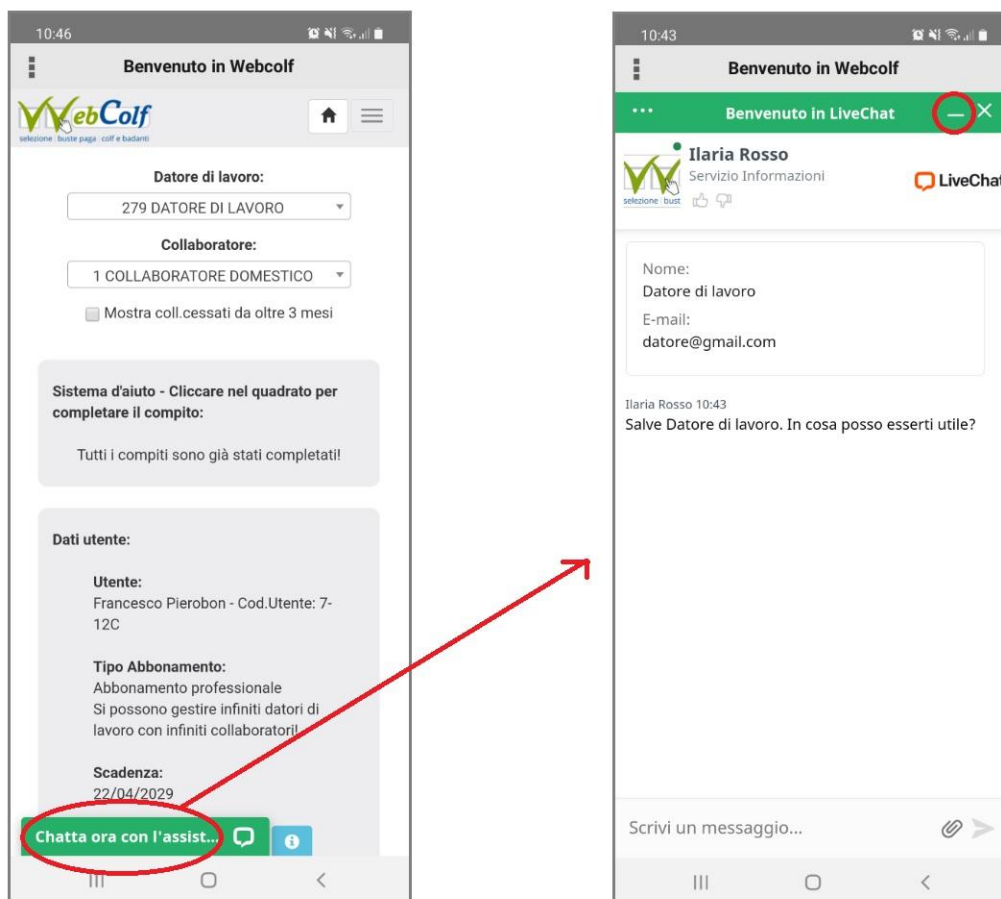 10:46
Benvenuto in Webcolf
WebColf
selezione buste paga colf e badanti
Datore di lavoro:
279 DATORE DI LAVORO
Collaboratore:
1 COLLABORATORE DOMESTICO
Mostra coll.cessati da oltre 3 mesi
Sistema d'aiuto - Cliccare nel quadrato per
completare il compito:
Tutti i compiti sono già stati completati!
Dati utente:
Utente:
Francesco Pierobon - Cod.Utente: 7-
12C
Tipo Abbonamento:
Abbonamento professionale
Si possono gestire infiniti datori di
lavoro con infiniti collaboratori!
Scadenza:
22/04/2029
Chatta ora con l'assist...
10:43
Benvenuto in Webcolf
Benvenuto in LiveChat
Ilaria Rosso
Servizio Informazioni
selezione bust
LiveChat
Nome:
Datore di lavoro
E-mail:
datore@gmail.com
Ilaria Rosso 10:43
Salve Datore di lavoro. In cosa posso esserti utile?
Scrivi un messaggio...